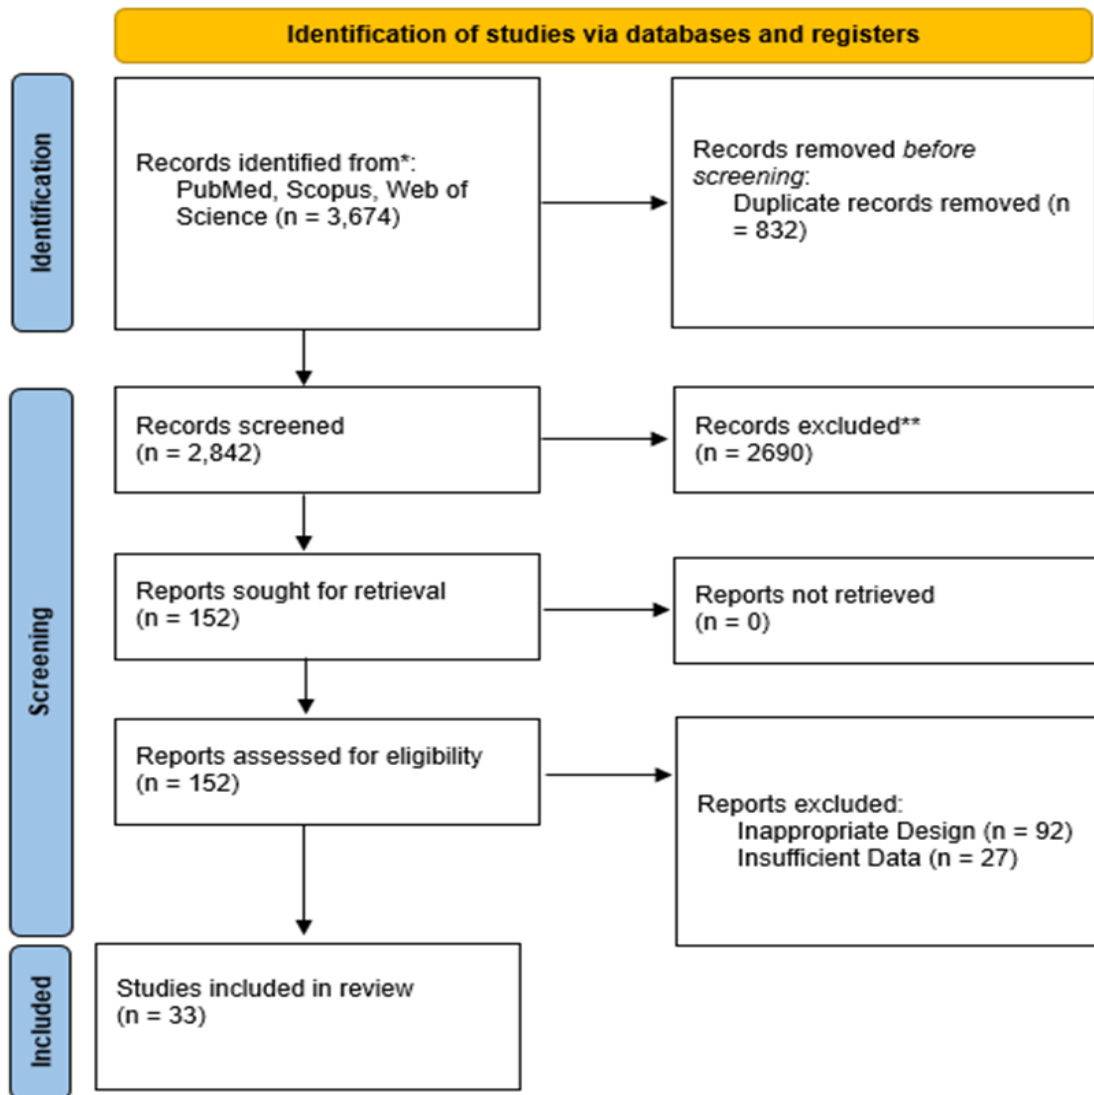 Identification of studies via databases and registers
Identification
Records identified from*:
PubMed, Scopus, Web of
Science (n = 3,674)
Records removed before
screening:
Duplicate records removed (n
= 832)
Screening
Records screened
(n = 2,842)
Records excluded**
(n = 2690)
Reports sought for retrieval
(n = 152)
Reports not retrieved
(n = 0)
Reports assessed for eligibility
(n = 152)
Reports excluded:
Inappropriate Design (n = 92)
Insufficient Data (n = 27)
Included
Studies included in review
(n = 33)